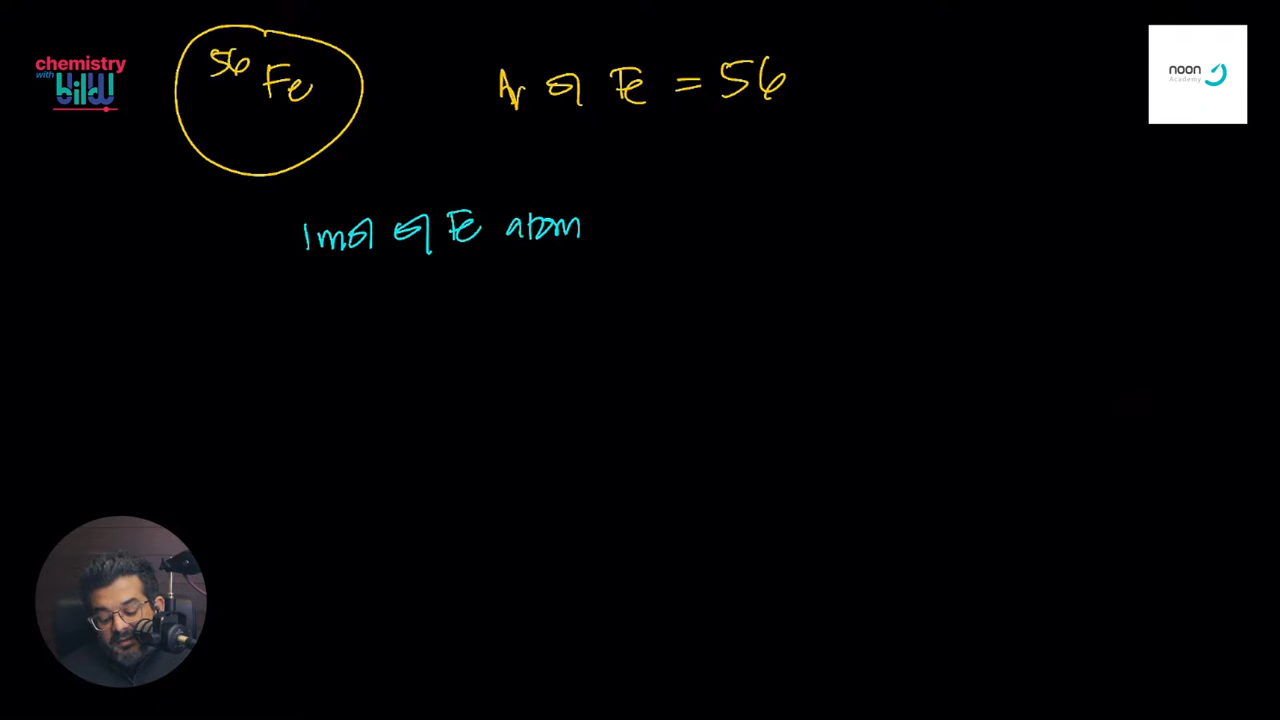 chemistry
with
bilal
noon
Academy
56 Fe
Ar of Fe = 56
1mol of Fe atom